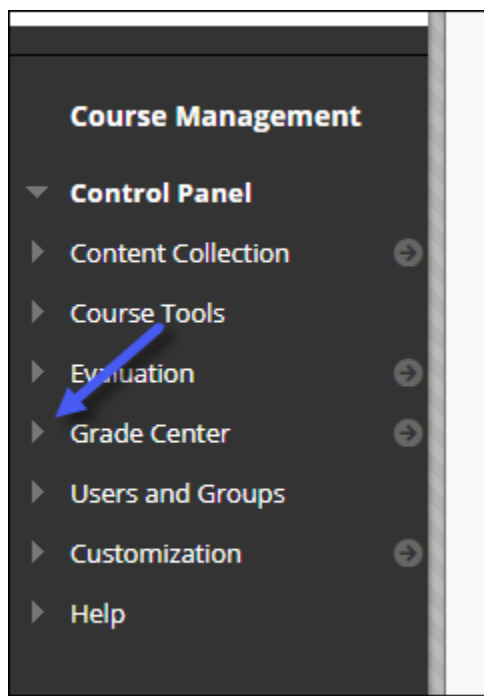 Course Management
Control Panel
Content Collection
Course Tools
Evaluation
Grade Center
Users and Groups
Customization
Help